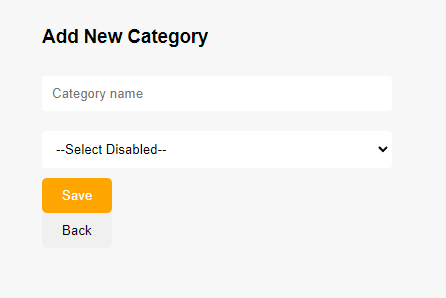 Add New Category
Category name
--Select Disabled--
Save
Back